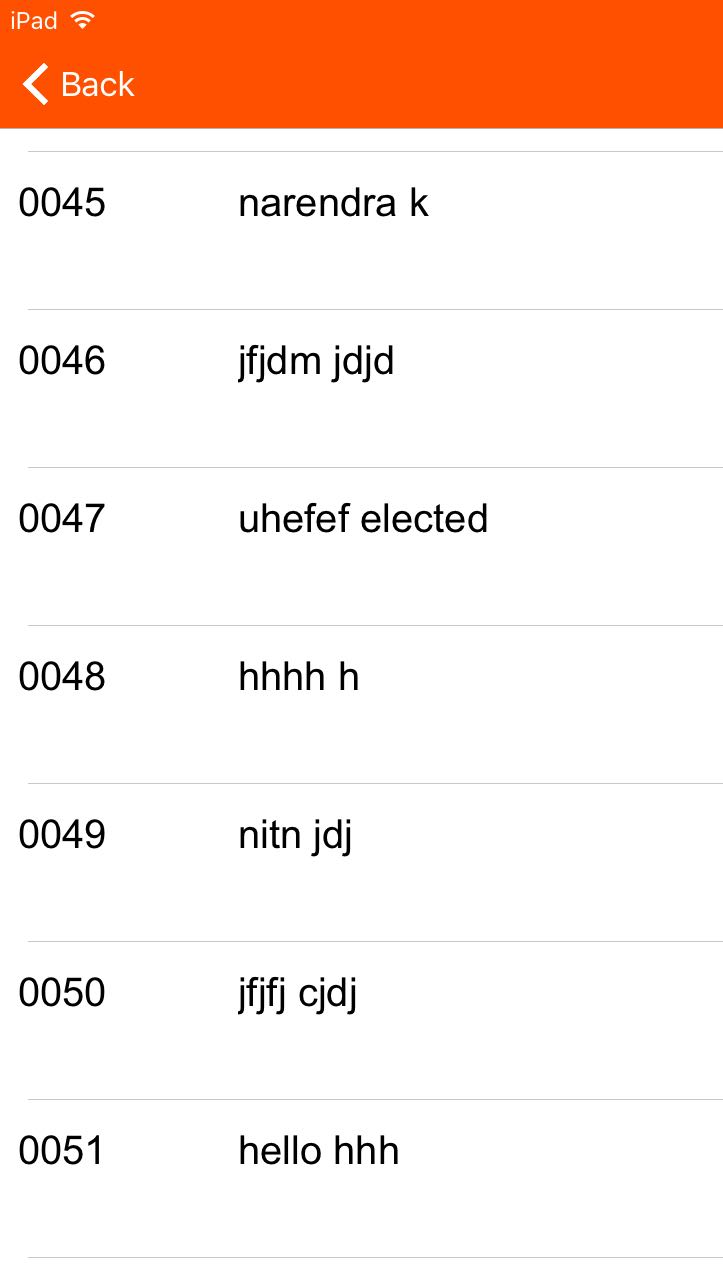 iPad
Back
0045 narendra k
0046 jfjdm jdjd
0047 uhefef elected
0048 hhhh h
0049 nitn jdj
0050 jfjfj cjdj
0051 hello hhh